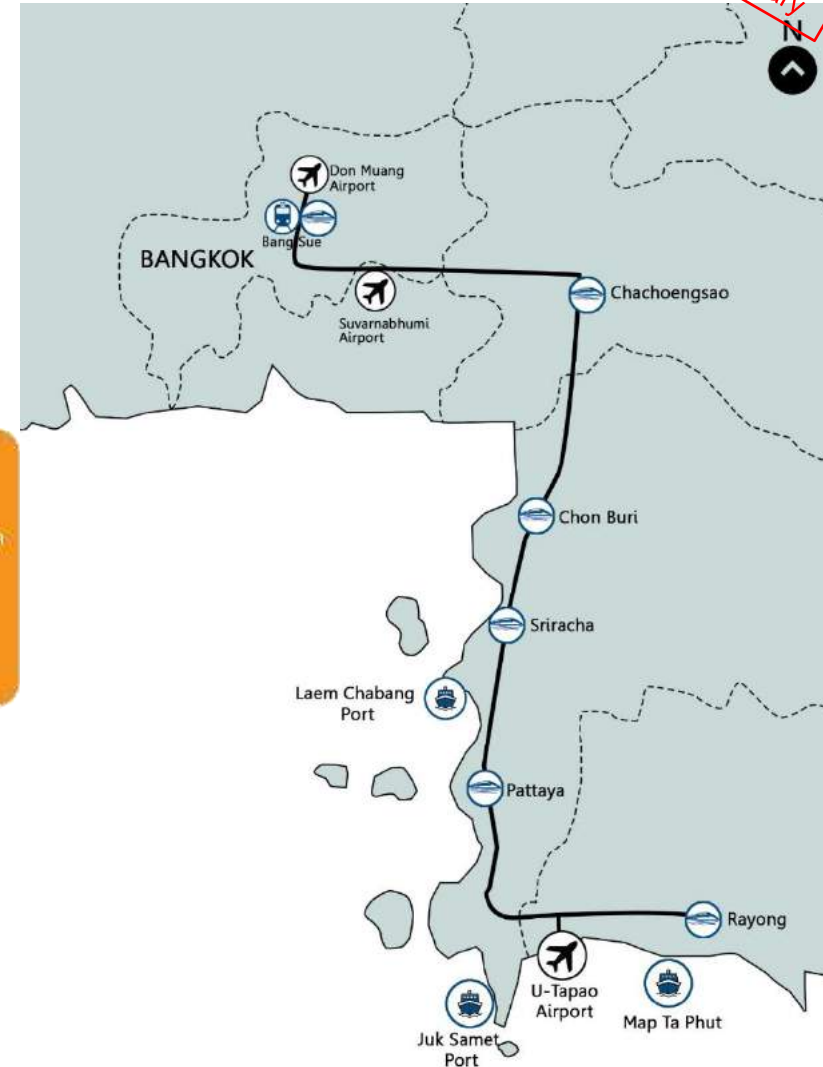 N
Don Muang
Airport
Bang Sue
BANGKOK
Suvarnabhumi
Airport
Chachoengsao
Chon Buri
Sriracha
Laem Chabang
Port
Pattaya
Rayong
U-Tapao
Airport
Map Ta Phut
Juk Samet
Port